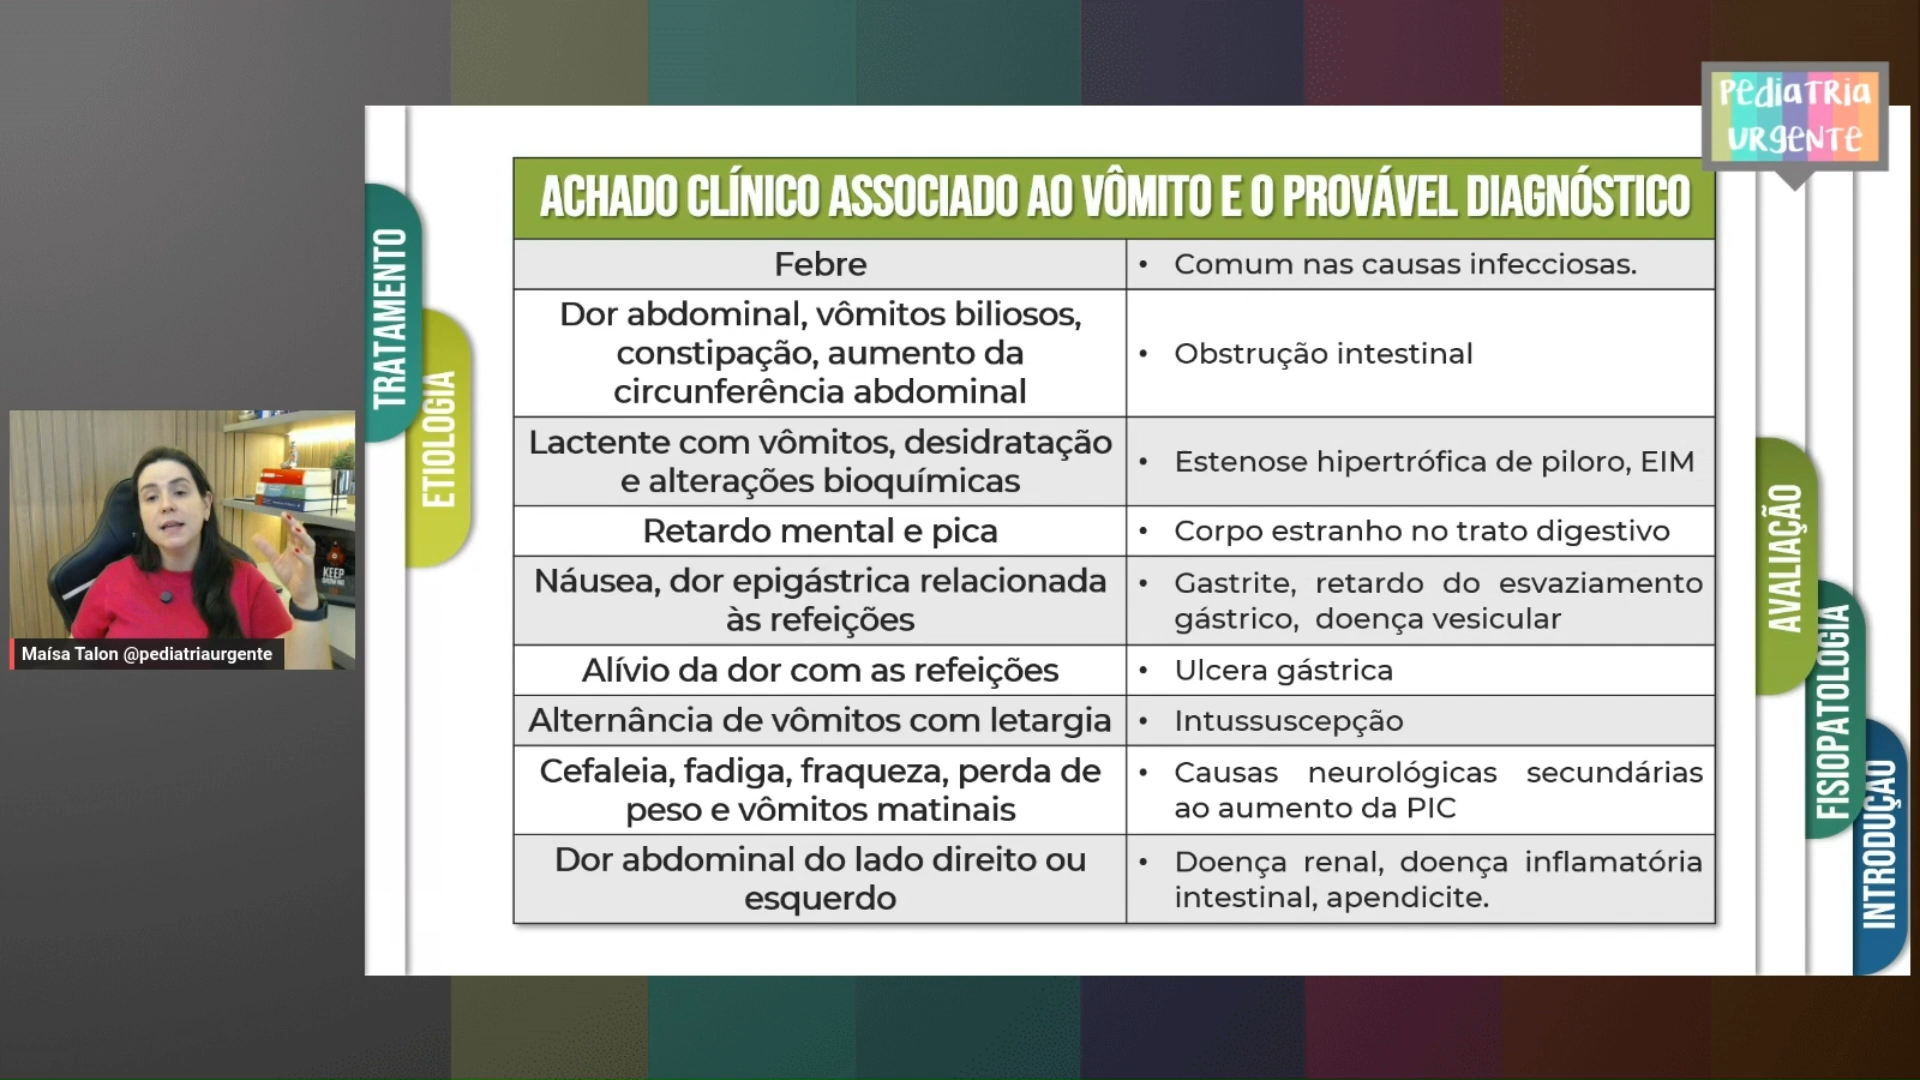 PEDIATRIA
URGENTE
ACHADO CLÍNICO ASSOCIADO AO VÔMITO E O PROVÁVEL DIAGNÓSTICO
Febre
• Comum nas causas infecciosas.
Dor abdominal, vômitos biliosos,
constipação, aumento da
circunferência abdominal
• Obstrução intestinal
Lactente com vômitos, desidratação
e alterações bioquímicas
• Estenose hipertrófica de piloro, EIM
Retardo mental e pica
• Corpo estranho no trato digestivo
Náusea, dor epigástrica relacionada
às refeições
• Gastrite, retardo do esvaziamento
gástrico, doença vesicular
Alívio da dor com as refeições
• Ulcera gástrica
Alternância de vômitos com letargia
• Intussuscepção
Cefaleia, fadiga, fraqueza, perda de
peso e vômitos matinais
• Causas neurológicas secundárias
ao aumento da PIC
Dor abdominal do lado direito ou
esquerdo
• Doença renal, doença inflamatória
intestinal, apendicite.
TRATAMENTO
ETIOLOGIA
AVALIAÇÃO
FISIOPATOLOGIA
INTRODUÇÃO
KEEP
Maísa Talon @pediatriaurgente